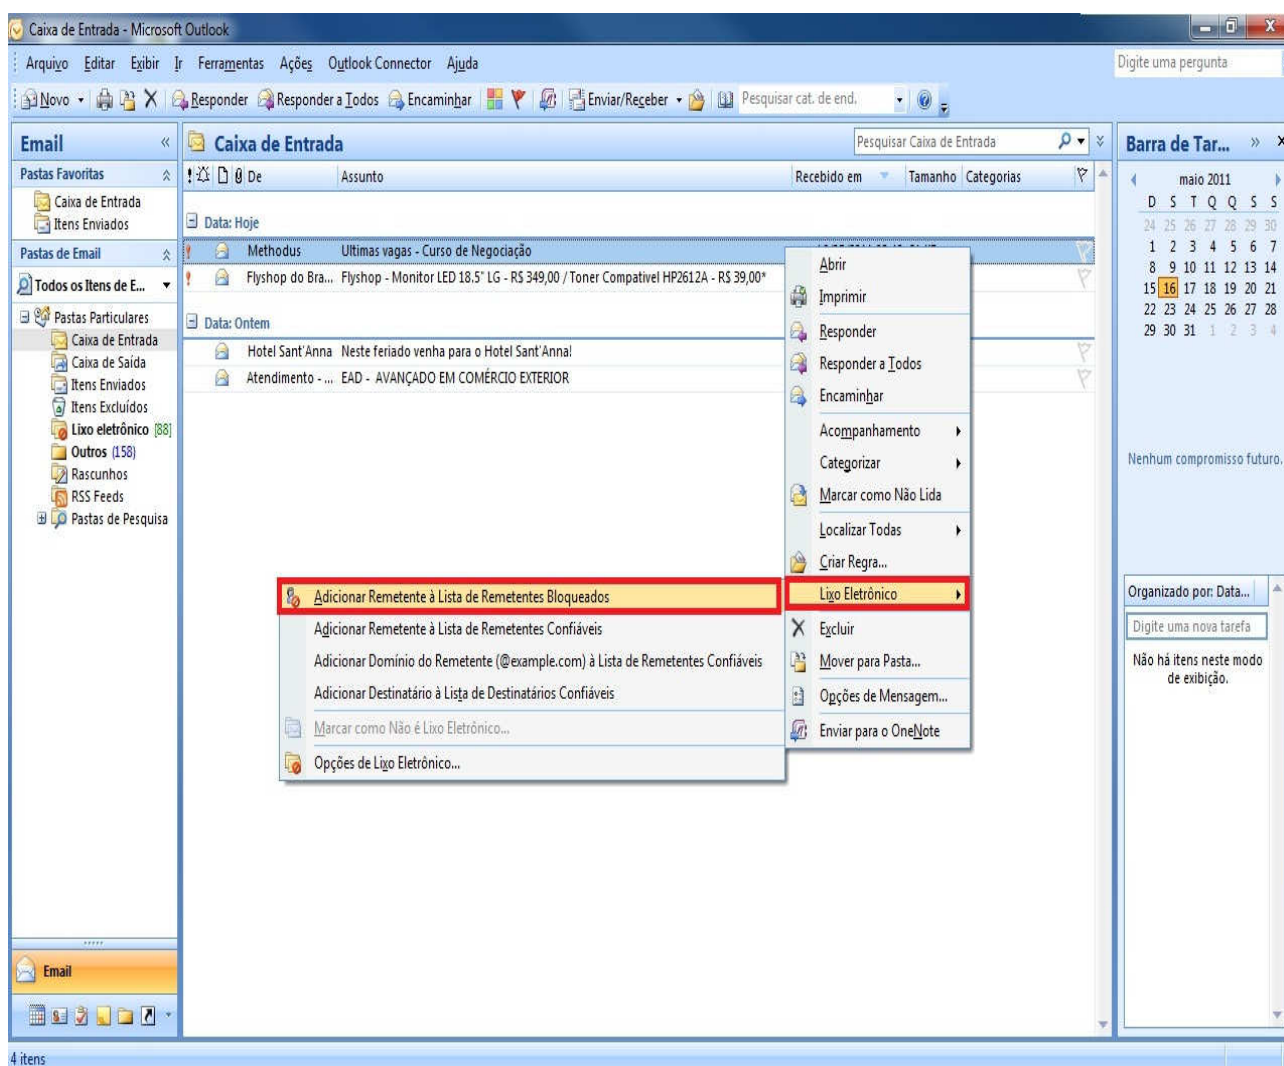 Caixa de Entrada - Microsoft Outlook
Arquivo Editar Exibir Ir Ferramentas Ações Outlook Connector Ajuda
Digite uma pergunta
Novo Responder Responder a Todos Encaminhar Enviar/Receber Pesquisar cat. de end.
Email
Pastas Favoritas
Caixa de Entrada
Itens Enviados
Pastas de Email
Todos os Itens de E...
Pastas Particulares
Caixa de Entrada
Caixa de Saída
Itens Enviados
Itens Excluídos
Lixo eletrônico [88]
Outros (158)
Rascunhos
RSS Feeds
Pastas de Pesquisa
Email
4 itens
Caixa de Entrada
Pesquisar Caixa de Entrada
De Assunto Recebido em Tamanho Categorias
Data: Hoje
Methodus Ultimas vagas - Curso de Negociação
Flyshop do Bra... Flyshop - Monitor LED 18.5" LG - R$ 349,00 / Toner Compativel HP2612A - R$ 39,00*
Data: Ontem
Hotel Sant'Anna Neste feriado venha para o Hotel Sant'Anna!
Atendimento - ... EAD - AVANÇADO EM COMÉRCIO EXTERIOR
Abrir
Imprimir
Responder
Responder a Todos
Encaminhar
Acompanhamento
Categorizar
Marcar como Não Lida
Localizar Todas
Criar Regra...
Lixo Eletrônico
Excluir
Mover para Pasta...
Opções de Mensagem...
Enviar para o OneNote
Adicionar Remetente à Lista de Remetentes Bloqueados
Adicionar Remetente à Lista de Remetentes Confiáveis
Adicionar Domínio do Remetente (@example.com) à Lista de Remetentes Confiáveis
Adicionar Destinatário à Lista de Destinatários Confiáveis
Marcar como Não é Lixo Eletrônico...
Opções de Lixo Eletrônico...
Barra de Tar...
maio 2011
D S T Q Q S S
24 25 26 27 28 29 30
1 2 3 4 5 6 7
8 9 10 11 12 13 14
15 16 17 18 19 20 21
22 23 24 25 26 27 28
29 30 31 1 2 3 4
Nenhum compromisso futuro.
Organizado por: Data...
Digite uma nova tarefa
Não há itens neste modo
de exibição.